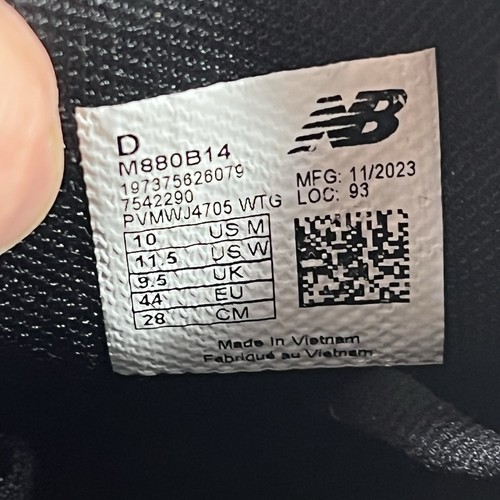 D
M880B14
197375626079
7542290
PVMWJ4705 WTG
10 US M
11.5 US W
9.5 UK
44 EU
28 CM
NB
MFG: 11/2023
LOC: 93
Made in Vietnam
Fabriqué au Vietnam